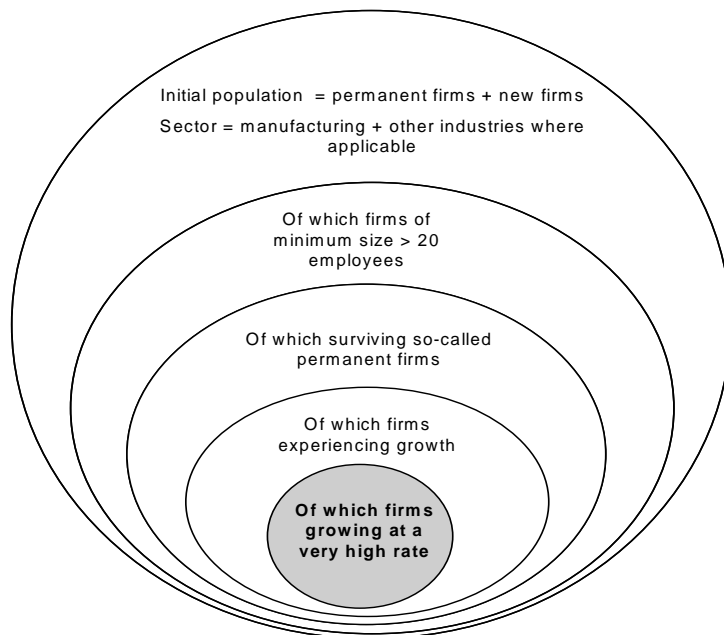 Initial population = permanent firms + new firms
Sector = manufacturing + other industries where
applicable
Of which firms of
minimum size > 20
employees
Of which surviving so-called
permanent firms
Of which firms
experiencing growth
Of which firms
growing at a
very high rate